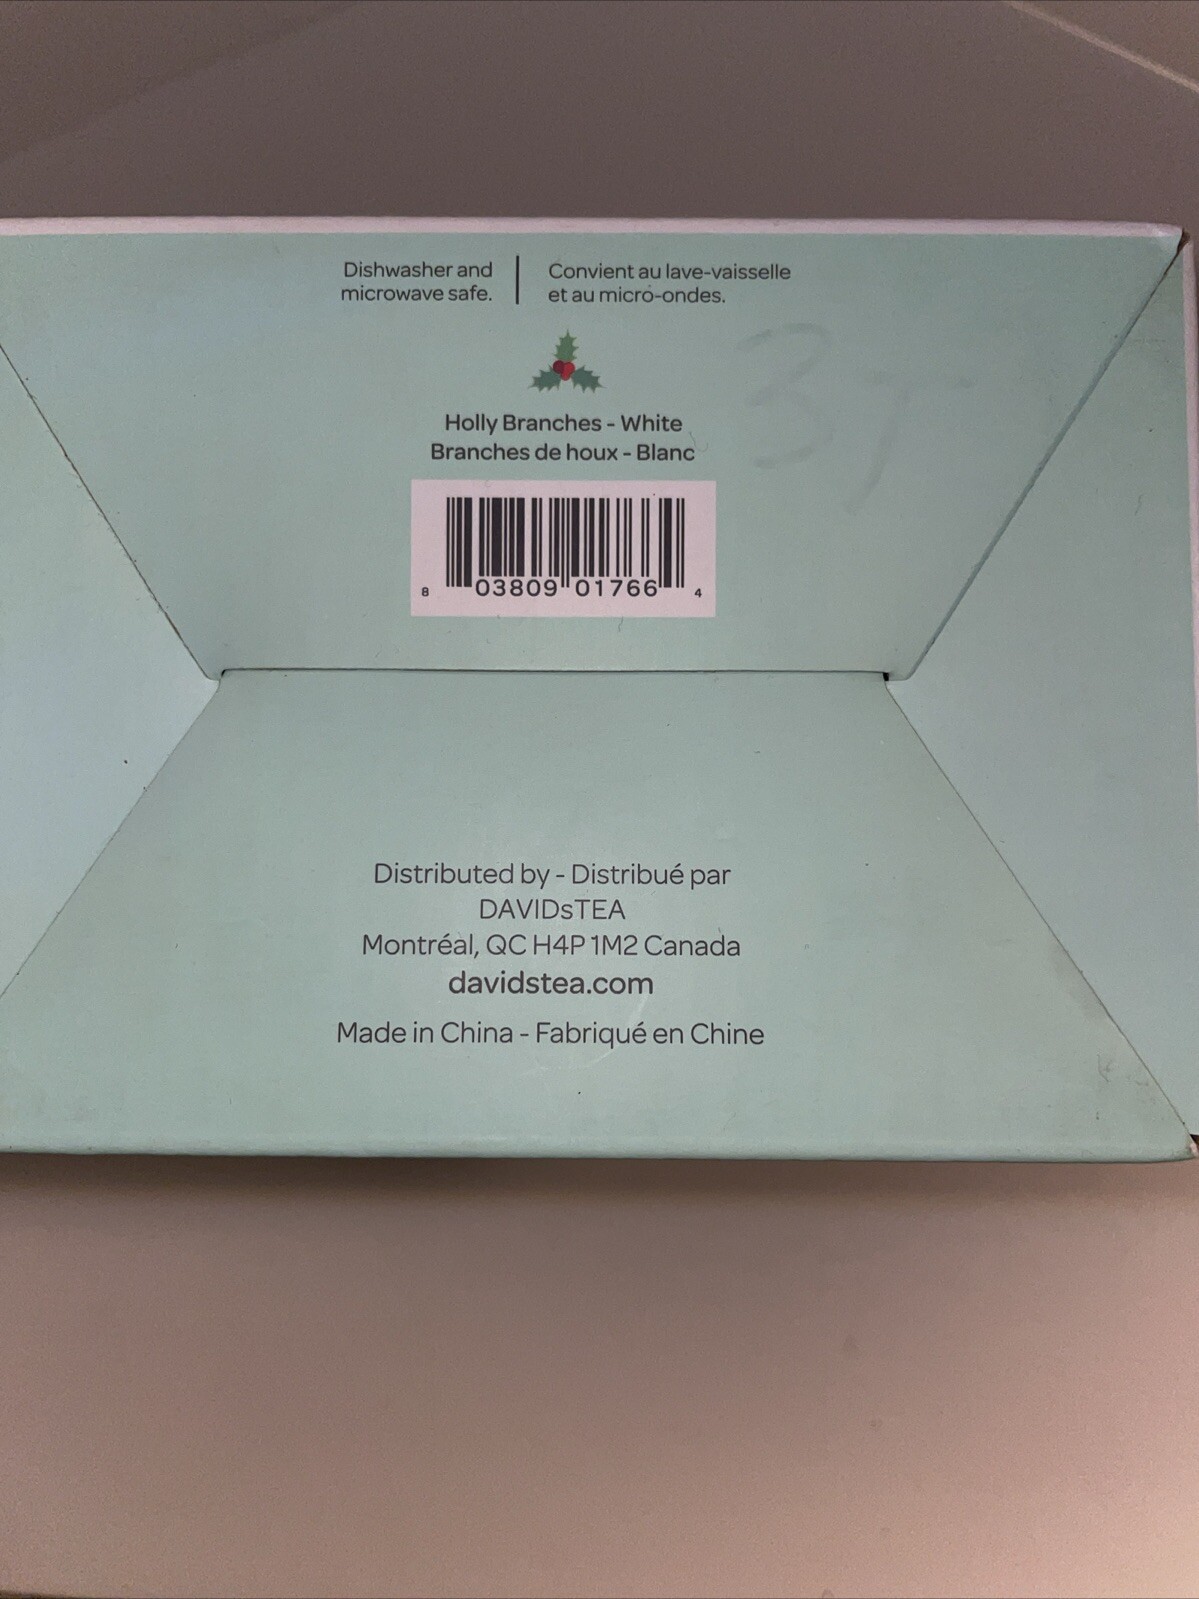 Dishwasher and
microwave safe.
Convient au lave-vaisselle
et au micro-ondes.
Holly Branches - White
Branches de houx - Blanc
8 03809 01766 4
Distributed by - Distribué par
DAVIDsTEA
Montréal, QC H4P 1M2 Canada
davidstea.com
Made in China - Fabriqué en Chine